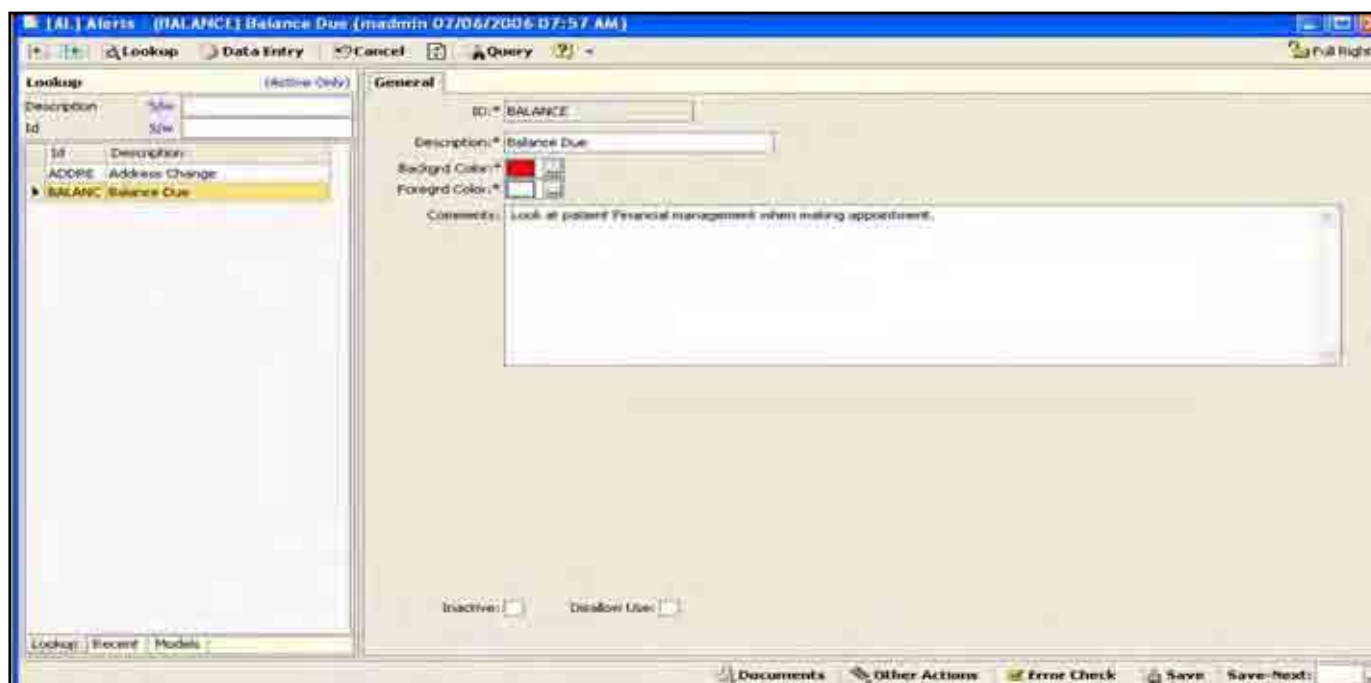 [AL] Alerts - (BALANCE) Balance Due (madmin 07/06/2006 07:57 AM)
Lookup Data Entry Cancel Query
Full Right
Lookup (Active Only)
Description S/w
Id S/w
Id Description
ADDRE Address Change
BALANC Balance Due
Lookup Recent Models
General
ID:* BALANCE
Description:* Balance Due
Backgrd Color:*
Foregrd Color:*
Comments: Look at patient Financial management when making appointment.
Inactive: Disallow Use:
Documents Other Actions Error Check Save Save-Next: